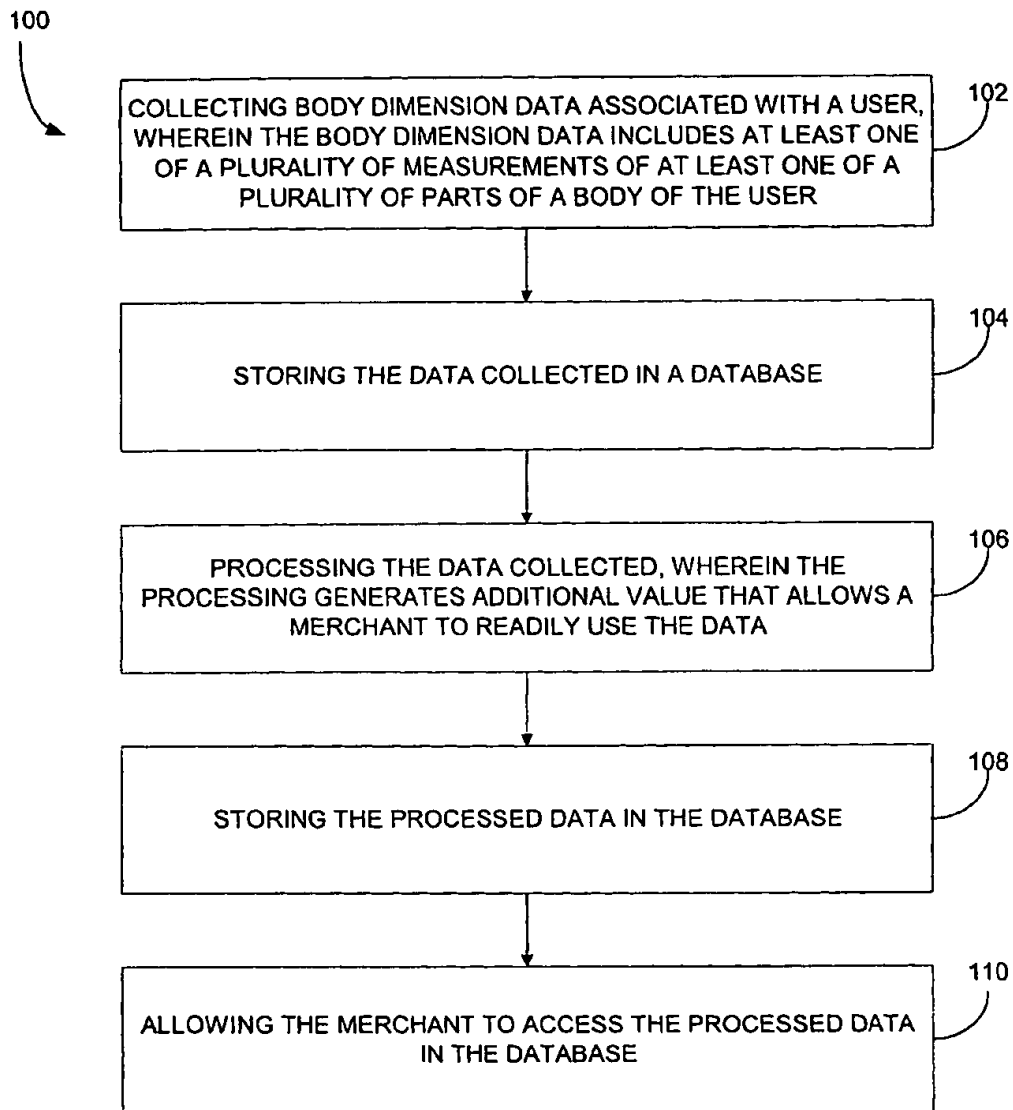 100
102
COLLECTING BODY DIMENSION DATA ASSOCIATED WITH A USER,
WHEREIN THE BODY DIMENSION DATA INCLUDES AT LEAST ONE
OF A PLURALITY OF MEASUREMENTS OF AT LEAST ONE OF A
PLURALITY OF PARTS OF A BODY OF THE USER
104
STORING THE DATA COLLECTED IN A DATABASE
106
PROCESSING THE DATA COLLECTED, WHEREIN THE
PROCESSING GENERATES ADDITIONAL VALUE THAT ALLOWS A
MERCHANT TO READILY USE THE DATA
108
STORING THE PROCESSED DATA IN THE DATABASE
110
ALLOWING THE MERCHANT TO ACCESS THE PROCESSED DATA
IN THE DATABASE